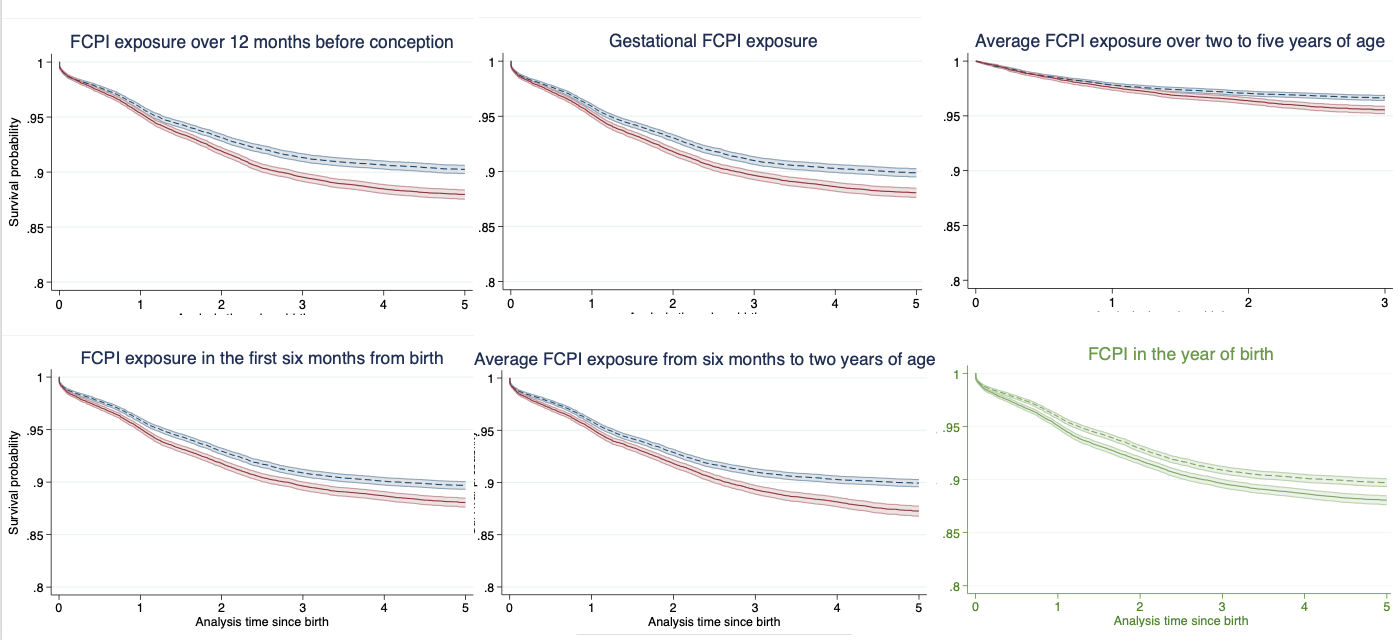 FCPI exposure over 12 months before conception
Survival probability
1
.95
.9
.85
.8
0 1 2 3 4 5
Gestational FCPI exposure
1
.95
.9
.85
.8
0 1 2 3 4 5
Average FCPI exposure over two to five years of age
1
.95
.9
.85
.8
0 1 2 3
FCPI exposure in the first six months from birth
Survival probability
1
.95
.9
.85
.8
0 1 2 3 4 5
Analysis time since birth
Average FCPI exposure from six months to two years of age
1
.95
.9
.85
.8
0 1 2 3 4 5
Analysis time since birth
FCPI in the year of birth
1
.95
.9
.85
.8
0 1 2 3 4 5
Analysis time since birth